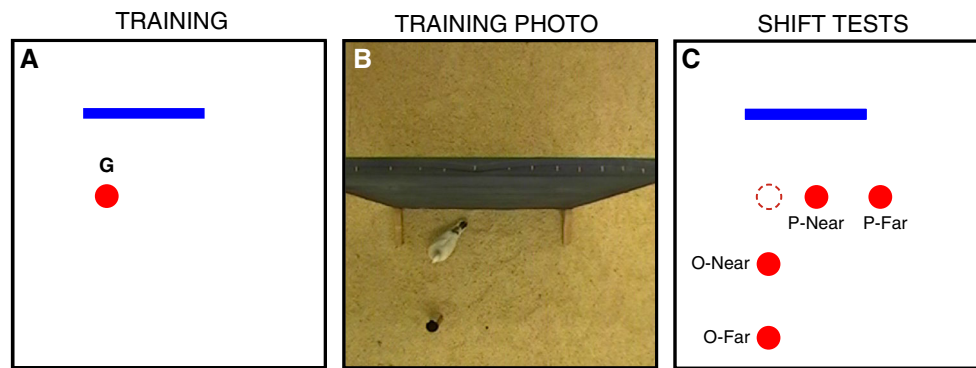 TRAINING
TRAINING PHOTO
SHIFT TESTS
A
B
C
G
P-Near
P-Far
O-Near
O-Far